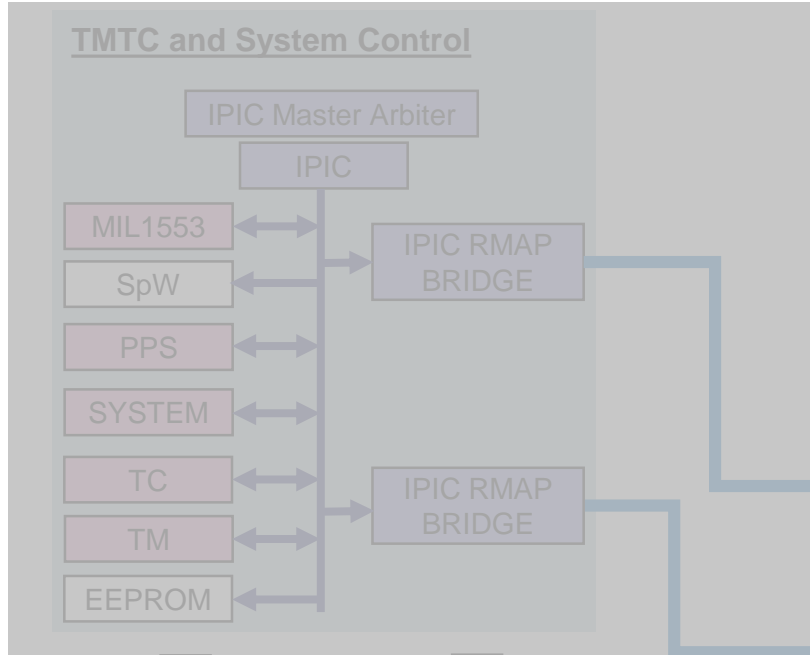 TMTC and System Control
IPIC Master Arbiter
IPIC
MIL1553
IPIC RMAP
BRIDGE
SpW
PPS
SYSTEM
TC
IPIC RMAP
BRIDGE
TM
EEPROM